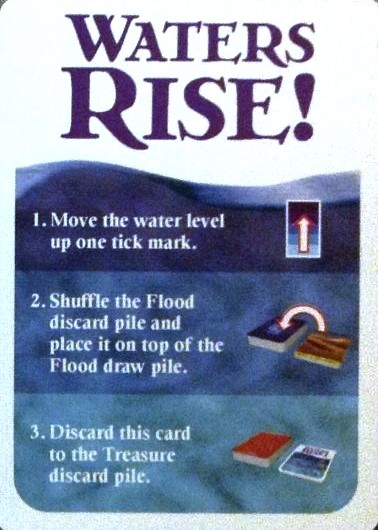 WATERS
RISE!
1. Move the water level
up one tick mark.
2. Shuffle the Flood
discard pile and
place it on top of the
Flood draw pile.
3. Discard this card
to the Treasure
discard pile.